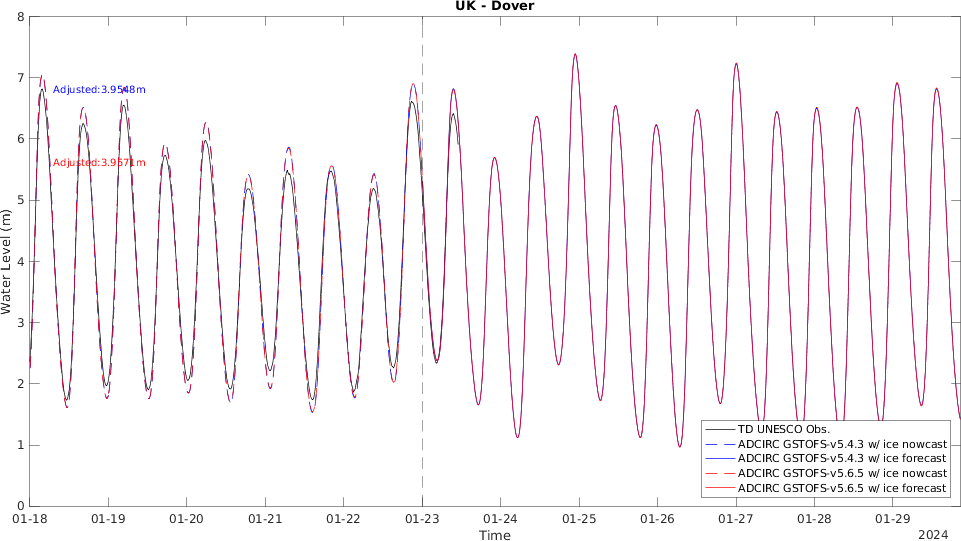 UK - Dover
8
7
6
5
4
3
2
1
0
Water Level (m)
Adjusted:3.9548m
Adjusted:3.9571m
TD UNESCO Obs.
ADCIRC GSTOFS-v5.4.3 w/ ice nowcast
ADCIRC GSTOFS-v5.4.3 w/ ice forecast
ADCIRC GSTOFS-v5.6.5 w/ ice nowcast
ADCIRC GSTOFS-v5.6.5 w/ ice forecast
01-18 01-19 01-20 01-21 01-22 01-23 01-24 01-25 01-26 01-27 01-28 01-29
Time
2024